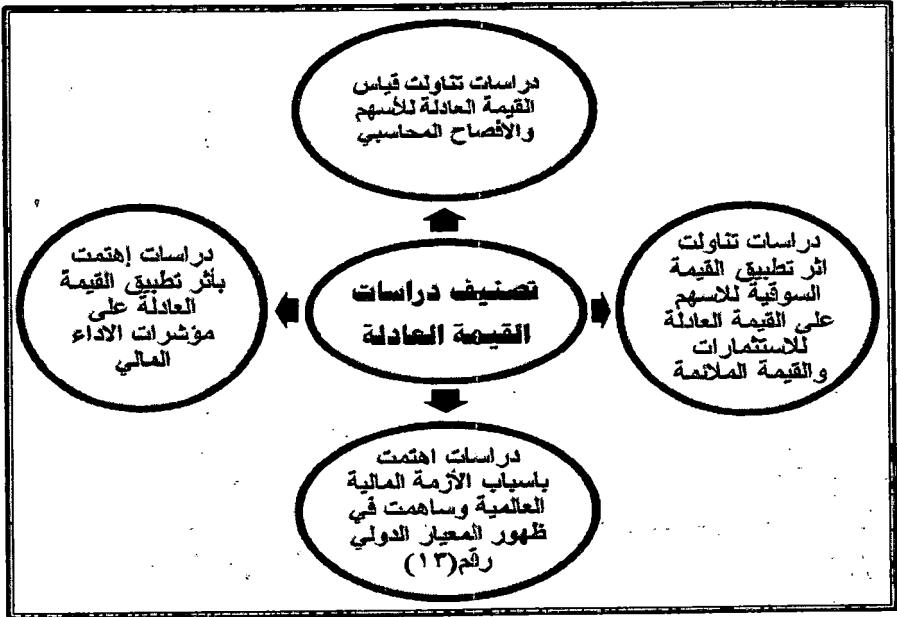 دراسات تناولت قياس
القيمة العادلة للأسهم
والأفصاح المحاسبي
دراسات تناولت
اثر تطبيق القيمة
السوقية للاسهم
على القيمة العادلة
للاستثمارات
والقيمة الملائمة
تصنيف دراسات
القيمة العادلة
دراسات إهتمت
بأثر تطبيق القيمة
العادلة على
مؤشرات الاداء
المالي
دراسات اهتمت
باسباب الأزمة المالية
العالمية وساهمت في
ظهور المعيار الدولي
رقم(١٣)